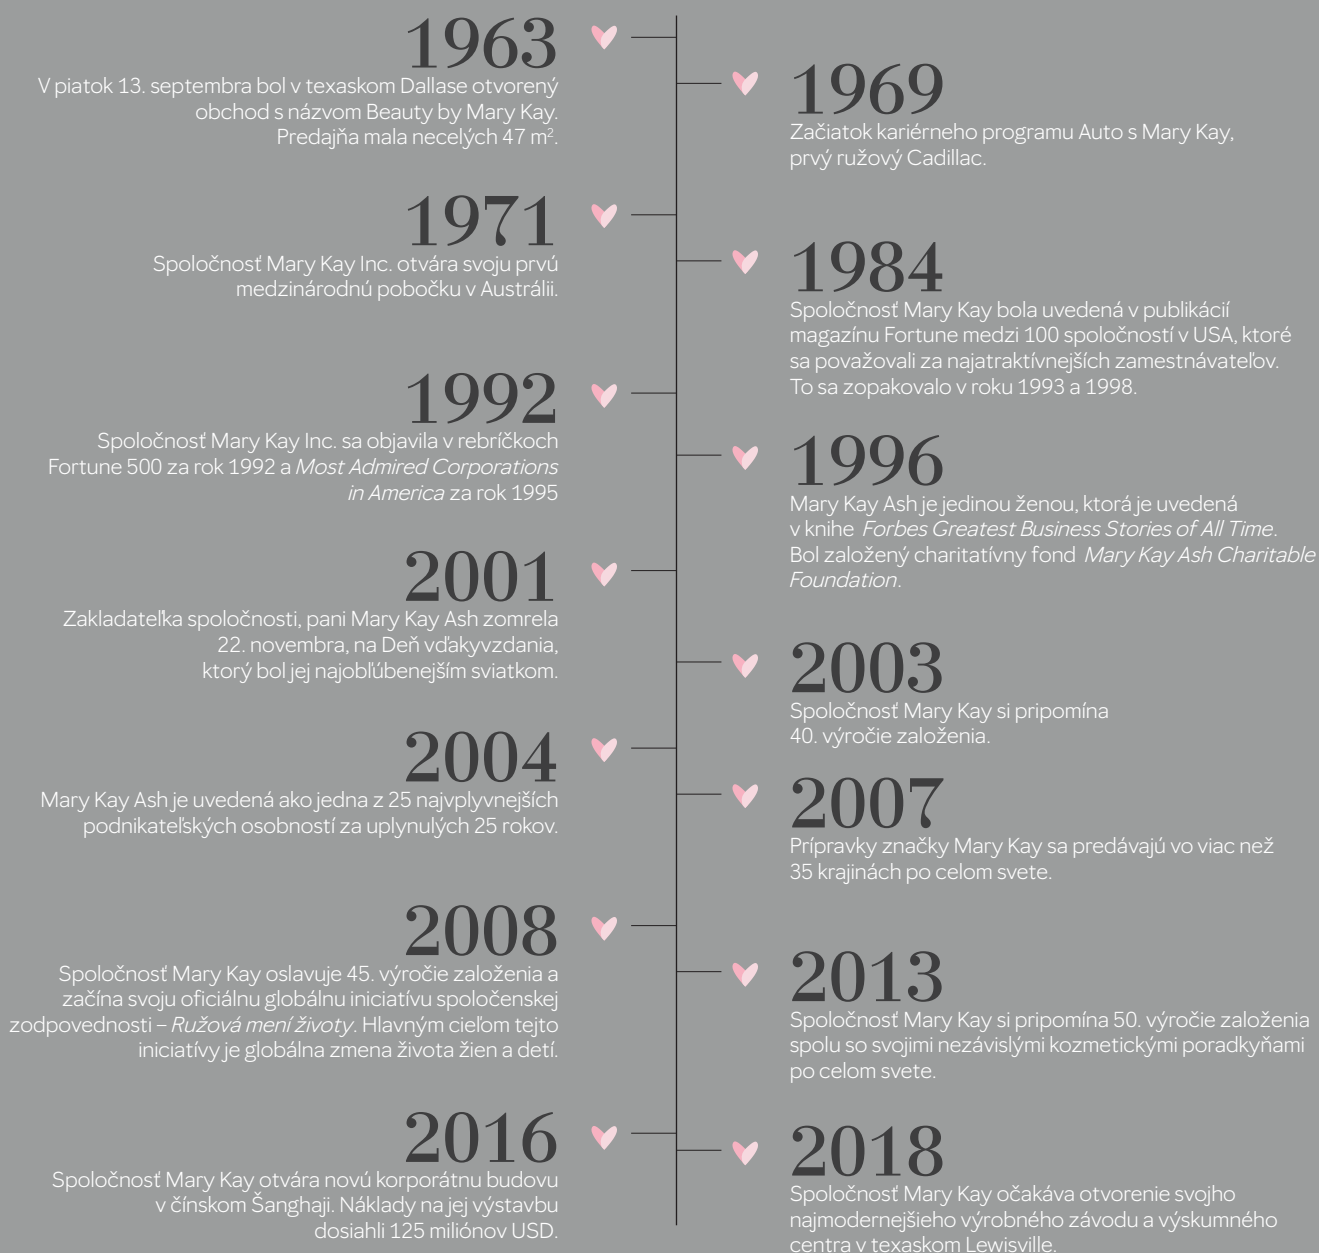 1963
V piatok 13. septembra bol v texaskom Dallase otvorený
obchod s názvom Beauty by Mary Kay.
Predajňa mala necelých 47 m².
1969
Začiatok kariérneho programu Auto s Mary Kay,
prvý ružový Cadillac.
1971
Spoločnosť Mary Kay Inc. otvára svoju prvú
medzinárodnú pobočku v Austrálii.
1984
Spoločnosť Mary Kay bola uvedená v publikácií
magazínu Fortune medzi 100 spoločností v USA, ktoré
sa považovali za najatraktívnejších zamestnávateľov.
To sa zopakovalo v roku 1993 a 1998.
1992
Spoločnosť Mary Kay Inc. sa objavila v rebríčkoch
Fortune 500 za rok 1992 a Most Admired Corporations
in America za rok 1995
1996
Mary Kay Ash je jedinou ženou, ktorá je uvedená
v knihe Forbes Greatest Business Stories of All Time.
Bol založený charitatívny fond Mary Kay Ash Charitable
Foundation.
2001
Zakladateľka spoločnosti, pani Mary Kay Ash zomrela
22. novembra, na Deň vďakyvzdania,
ktorý bol jej najobľúbenejším sviatkom.
2003
Spoločnosť Mary Kay si pripomína
40. výročie založenia.
2004
Mary Kay Ash je uvedená ako jedna z 25 najvplyvnejších
podnikateľských osobností za uplynulých 25 rokov.
2007
Prípravky značky Mary Kay sa predávajú vo viac než
35 krajinách po celom svete.
2008
Spoločnosť Mary Kay oslavuje 45. výročie založenia a
začína svoju oficiálnu globálnu iniciatívu spoločenskej
zodpovednosti – Ružová mení životy. Hlavným cieľom tejto
iniciatívy je globálna zmena života žien a detí.
2013
Spoločnosť Mary Kay si pripomína 50. výročie založenia
spolu so svojimi nezávislými kozmetickými poradkyňami
po celom svete.
2016
Spoločnosť Mary Kay otvára novú korporátnu budovu
v čínskom Šanghaji. Náklady na jej výstavbu
dosiahli 125 miliónov USD.
2018
Spoločnosť Mary Kay očakáva otvorenie svojho
najmodernejšieho výrobného závodu a výskumného
centra v texaskom Lewisville.